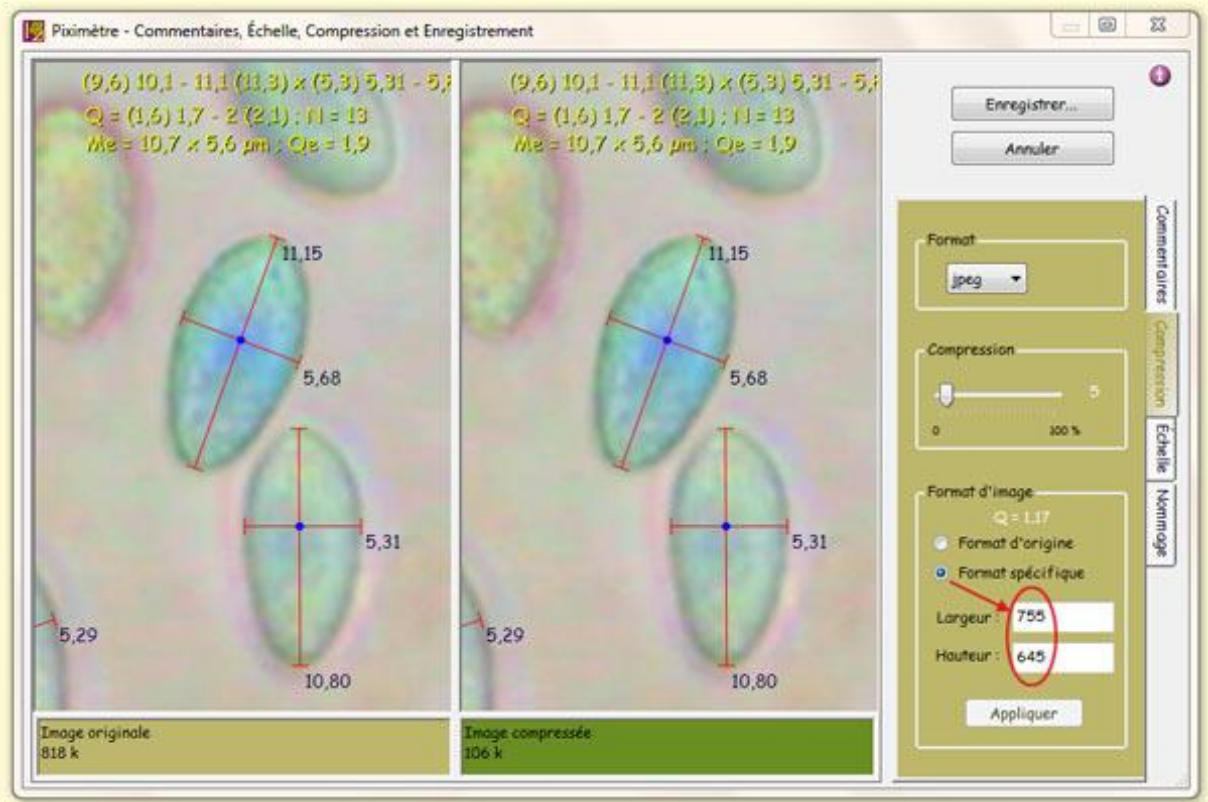 Piximètre - Commentaires, Échelle, Compression et Enregistrement
(9,6) 10,1 - 11,1 (11,3) x (5,3) 5,31 - 5,
Q = (1,6) 1,7 - 2 (2,1) ; N = 13
Me = 10,7 x 5,6 µm ; Qe = 1,9
11,15
5,68
5,31
5,29
10,80
Image originale
818 k
(9,6) 10,1 - 11,1 (11,3) x (5,3) 5,31 - 5,
Q = (1,6) 1,7 - 2 (2,1) ; N = 13
Me = 10,7 x 5,6 µm ; Qe = 1,9
11,15
5,68
5,31
5,29
10,80
Image compressée
106 k
Enregistrer...
Annuler
Format
jpeg
Compression
5
0 100 %
Format d'image
Q = 1,17
Format d'origine
Format spécifique
Largeur : 755
Hauteur : 645
Appliquer
Commentaires
Compression
Echelle
Nommage